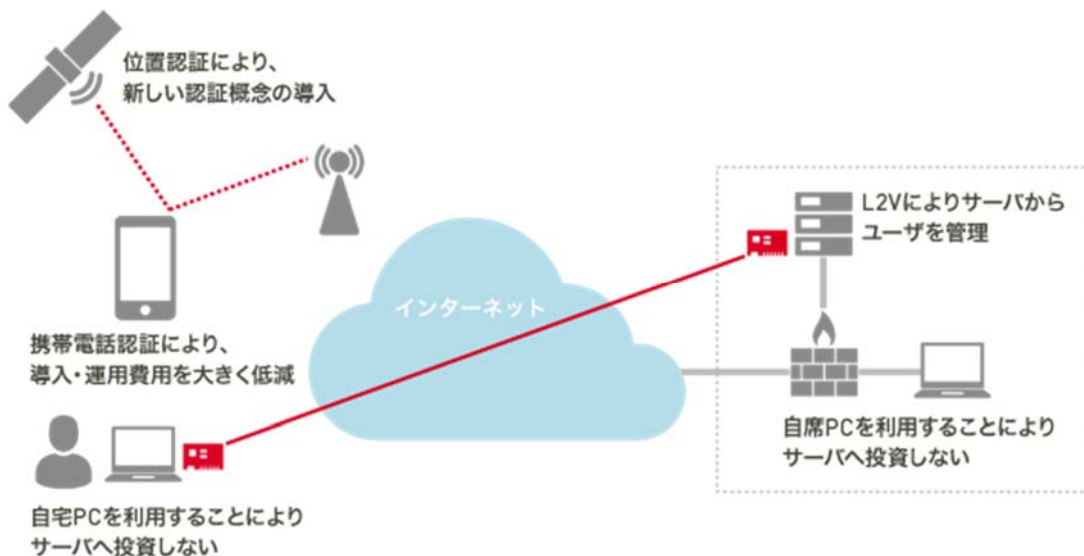 位置認証により、
新しい認証概念の導入
L2Vによりサーバから
ユーザを管理
インターネット
携帯電話認証により、
導入・運用費用を大きく低減
自席PCを利用することにより
サーバへ投資しない
自宅PCを利用することにより
サーバへ投資しない